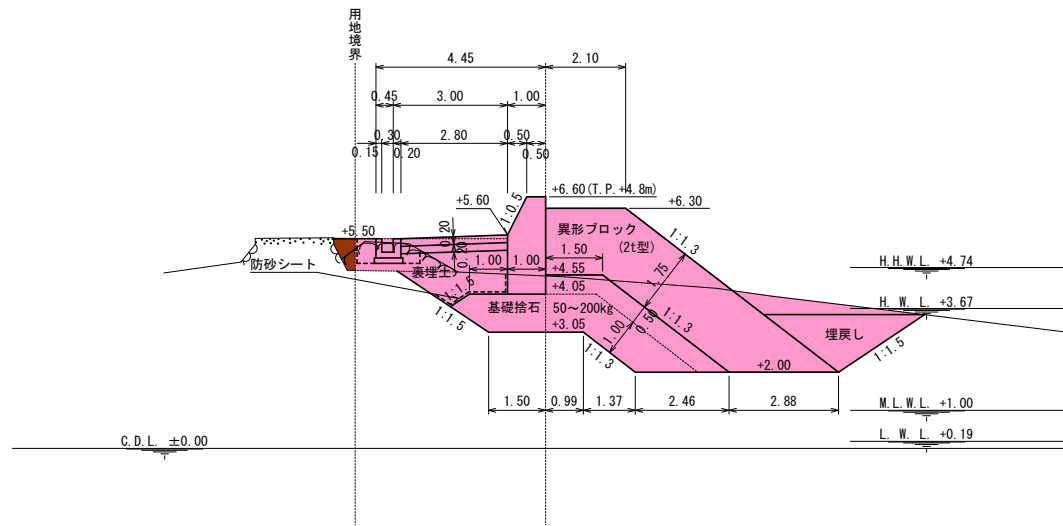 用地境界
4.45
2.10
0.45
3.00
1.00
0.30
2.80
0.50
0.15
0.20
0.50
+6.60(T.P.+4.8m)
+5.60
1:0.5
+6.30
+5.50
0.20
0.20
異形ブロック
(2t型)
1:1.3
防砂シート
裏埋土
1.00
1.00
1.50
+4.55
1.75
H.H.W.L. +4.74
+4.05
1:1.5
基礎捨石
50~200kg
H. W.L. +3.67
1:1.5
+3.05
1.00
0.50
1:1.3
埋戻し
1:1.3
1:1.5
+2.00
1.50
0.99
1.37
2.46
2.88
M.L.W.L. +1.00
C.D.L. ±0.00
L. W.L. +0.19